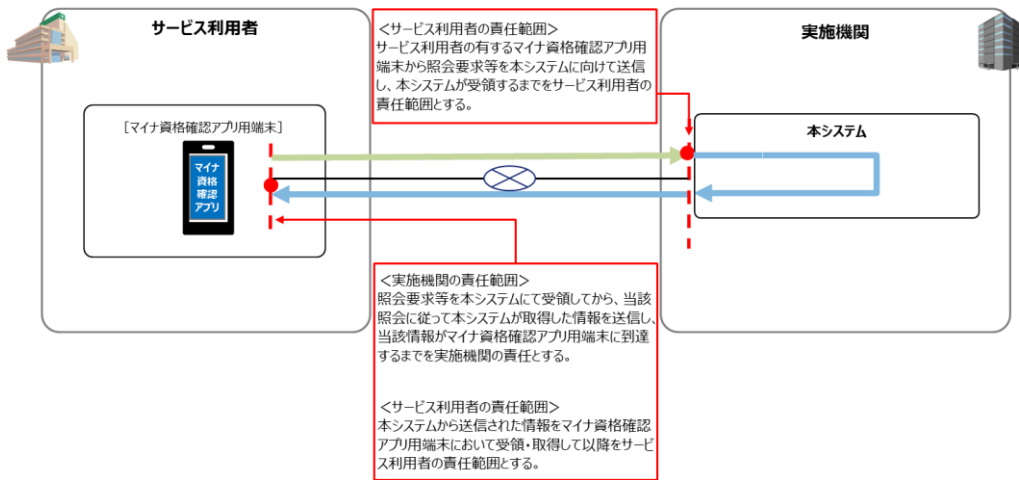 サービス利用者
実施機関
＜サービス利用者の責任範囲＞
サービス利用者の有するマイナ資格確認アプリ用
端末から照会要求等を本システムに向けて送信
し、本システムが受領するまでをサービス利用者の
責任範囲とする。
［マイナ資格確認アプリ用端末］
マイナ
資格
確認
アプリ
本システム
＜実施機関の責任範囲＞
照会要求等を本システムにて受領してから、当該
照会に従って本システムが取得した情報を送信し、
当該情報がマイナ資格確認アプリ用端末に到達
するまでを実施機関の責任とする。
＜サービス利用者の責任範囲＞
本システムから送信された情報をマイナ資格確認
アプリ用端末において受領・取得して以降をサービ
ス利用者の責任範囲とする。